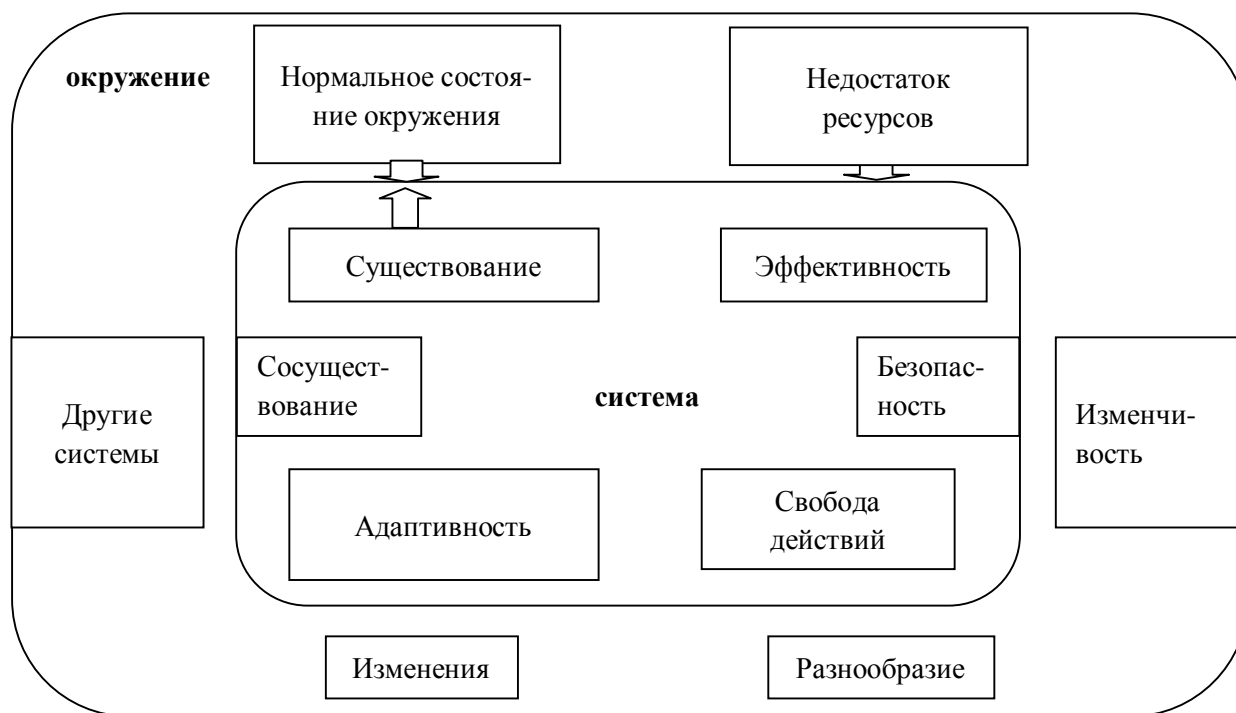 окружение
Нормальное состоя-
ние окружения
Недостаток
ресурсов
Существование
Эффективность
Сосущест-
вование
система
Безопас-
ность
Другие
системы
Изменчи-
вость
Адаптивность
Свобода
действий
Изменения
Разнообразие